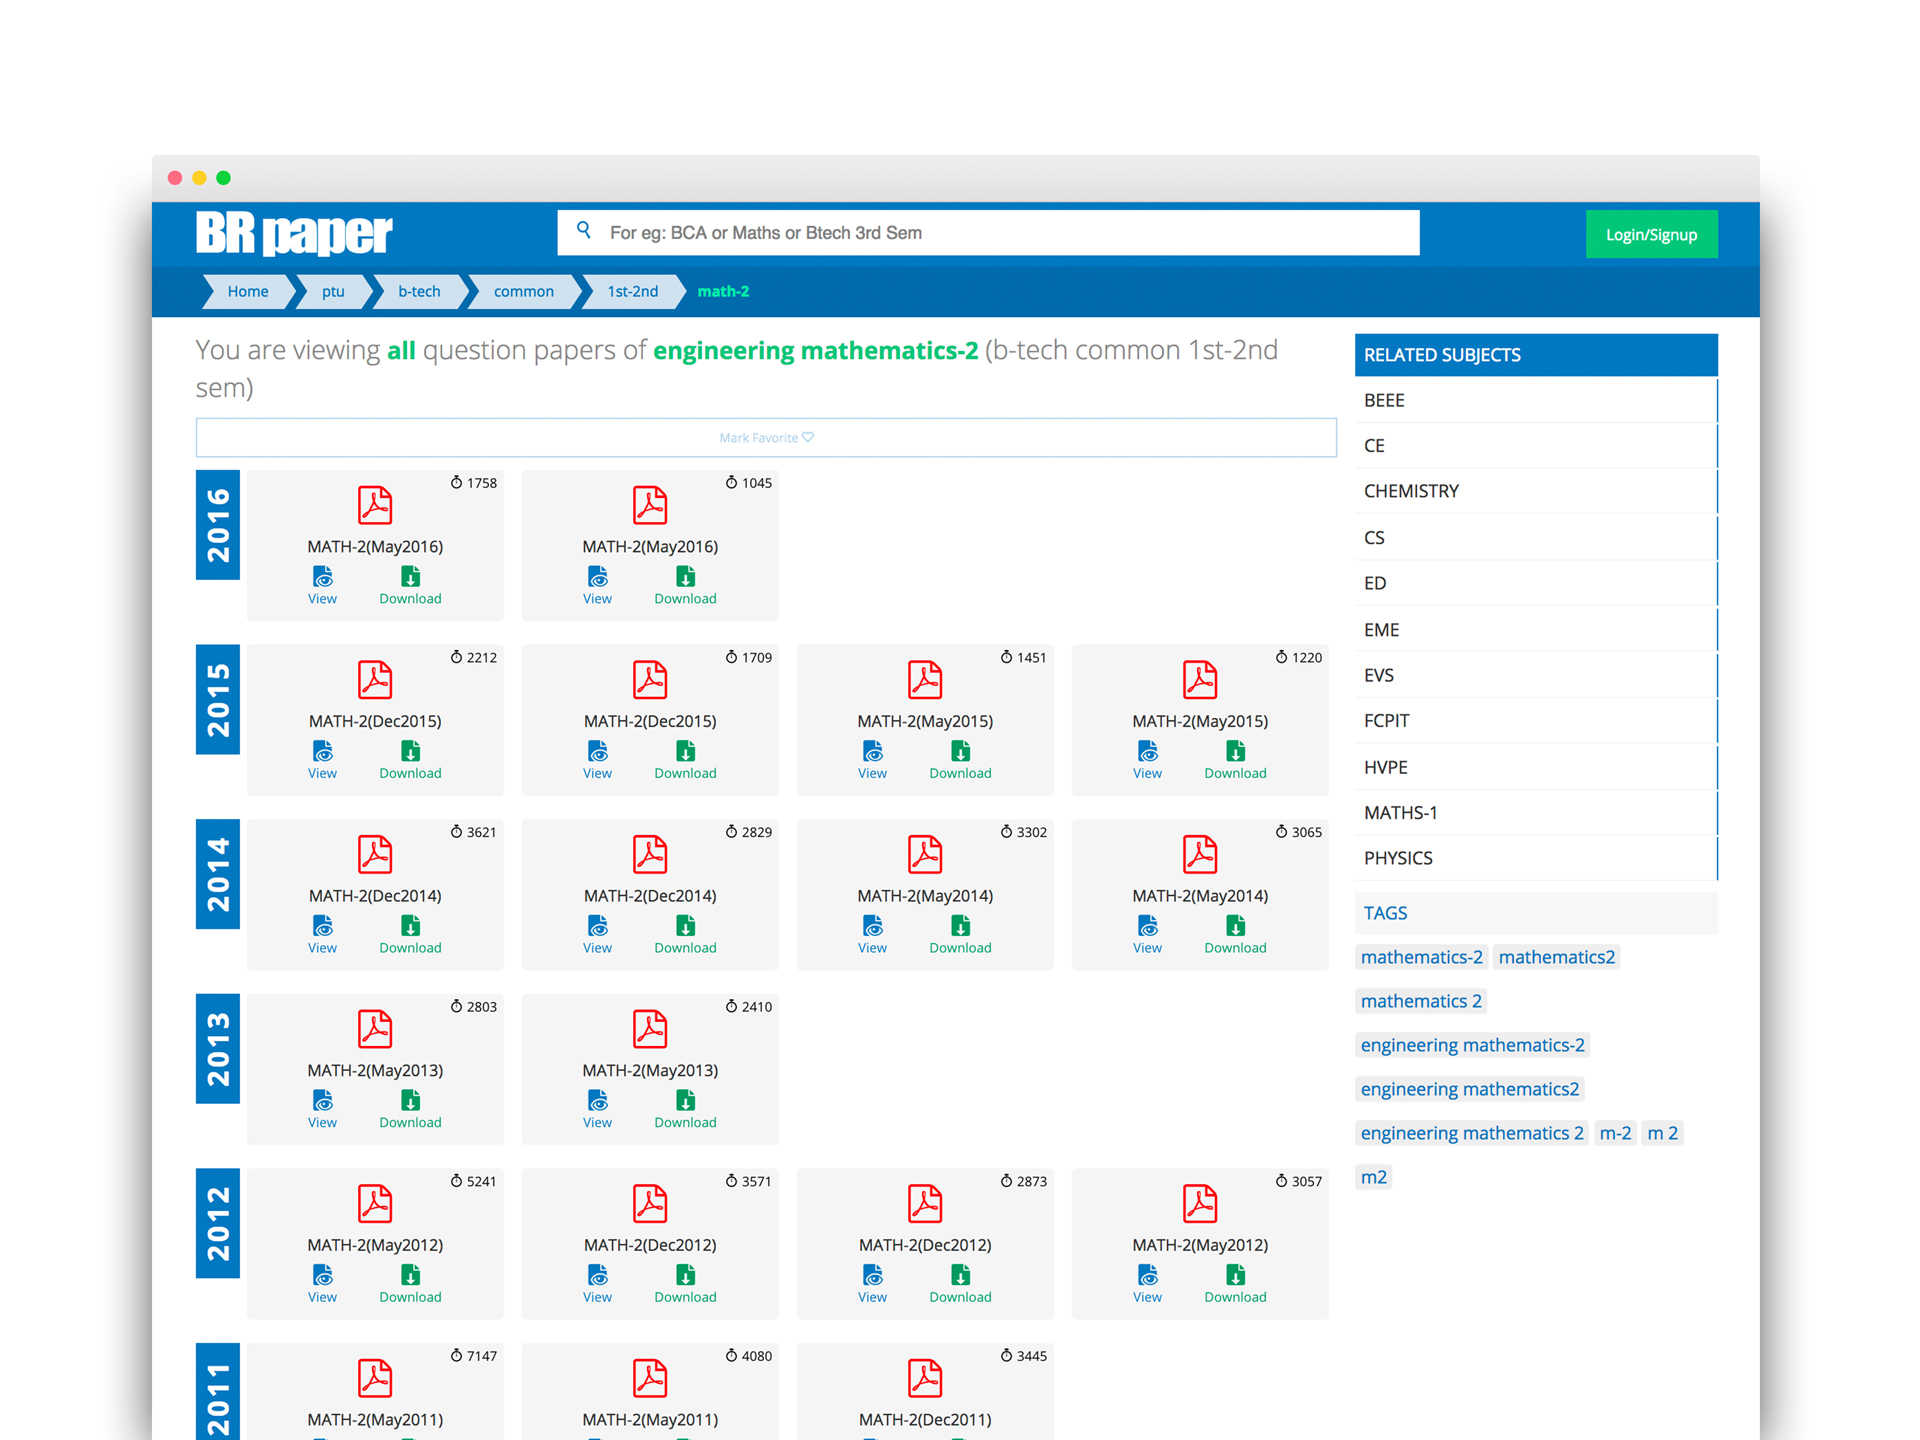 BR paper
For eg: BCA or Maths or Btech 3rd Sem
Login/Signup
Home ptu b-tech common 1st-2nd math-2
You are viewing all question papers of engineering mathematics-2 (b-tech common 1st-2nd
sem)
Mark Favorite
2016
1758 1045
MATH-2(May2016) MATH-2(May2016)
View Download View Download
2015
2212 1709 1451 1220
MATH-2(Dec2015) MATH-2(Dec2015) MATH-2(May2015) MATH-2(May2015)
View Download View Download View Download View Download
2014
3621 2829 3302 3065
MATH-2(Dec2014) MATH-2(Dec2014) MATH-2(May2014) MATH-2(May2014)
View Download View Download View Download View Download
2013
2803 2410
MATH-2(May2013) MATH-2(May2013)
View Download View Download
2012
5241 3571 2873 3057
MATH-2(May2012) MATH-2(Dec2012) MATH-2(Dec2012) MATH-2(May2012)
View Download View Download View Download View Download
2011
7147 4080 3445
MATH-2(May2011) MATH-2(May2011) MATH-2(Dec2011)
RELATED SUBJECTS
BEEE
CE
CHEMISTRY
CS
ED
EME
EVS
FCPIT
HVPE
MATHS-1
PHYSICS
TAGS
mathematics-2 mathematics2
mathematics 2
engineering mathematics-2
engineering mathematics2
engineering mathematics 2 m-2 m 2
m2